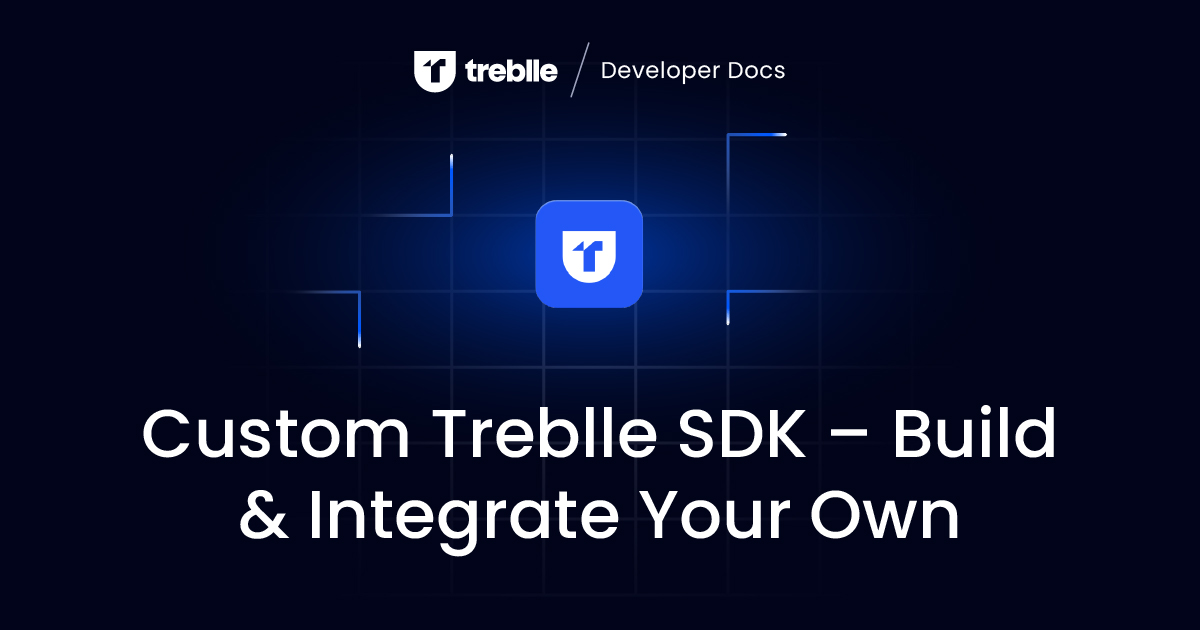 treblle / Developer Docs
Custom Treblle SDK – Build
& Integrate Your Own